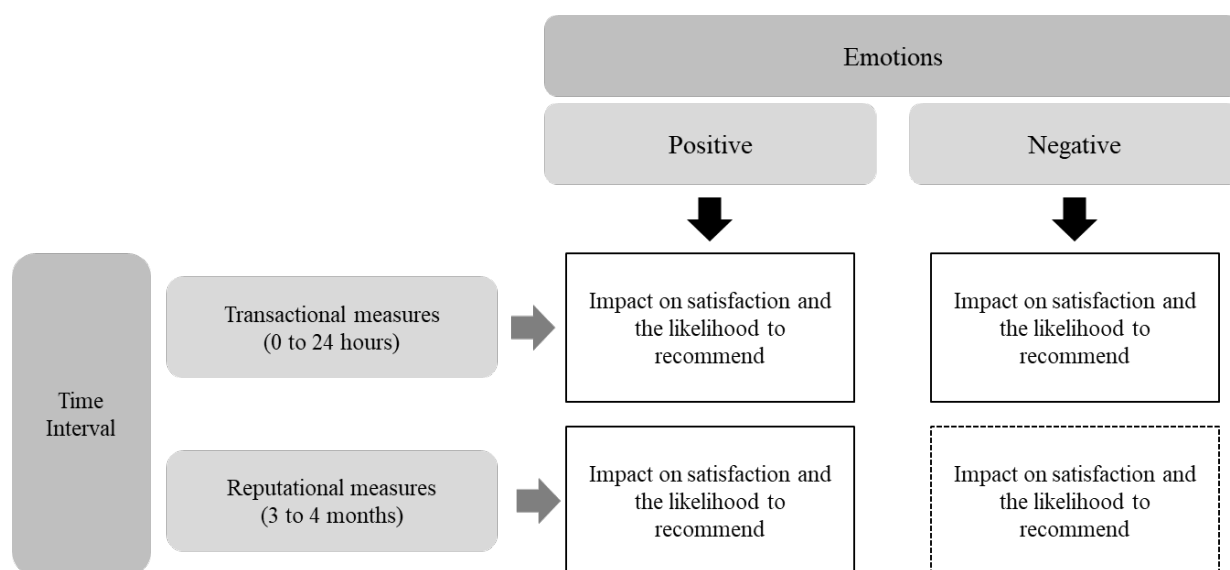 Emotions
Positive
Negative
Transactional measures
(0 to 24 hours)
Impact on satisfaction and
the likelihood to
recommend
Impact on satisfaction and
the likelihood to
recommend
Time
Interval
Reputational measures
(3 to 4 months)
Impact on satisfaction and
the likelihood to
recommend
Impact on satisfaction and
the likelihood to
recommend